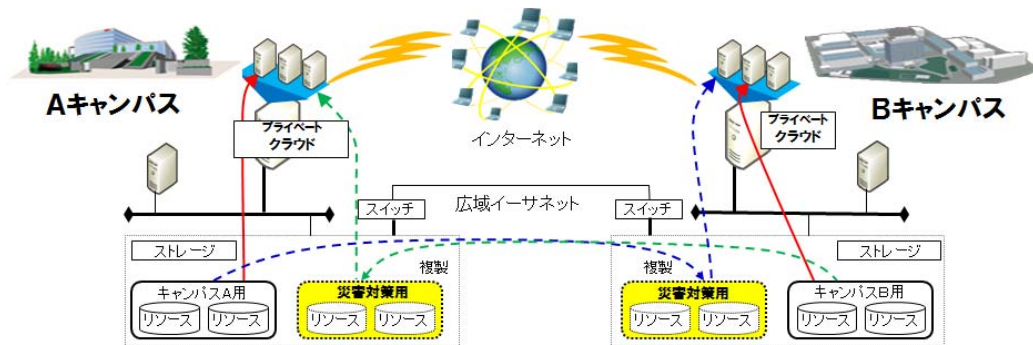 Aキャンパス
プライベート
クラウド
インターネット
プライベート
クラウド
Bキャンパス
スイッチ
広域イーサネット
スイッチ
ストレージ
複製
複製
ストレージ
キャンパスA用
リソース
リソース
災害対策用
リソース
リソース
災害対策用
リソース
リソース
キャンパスB用
リソース
リソース